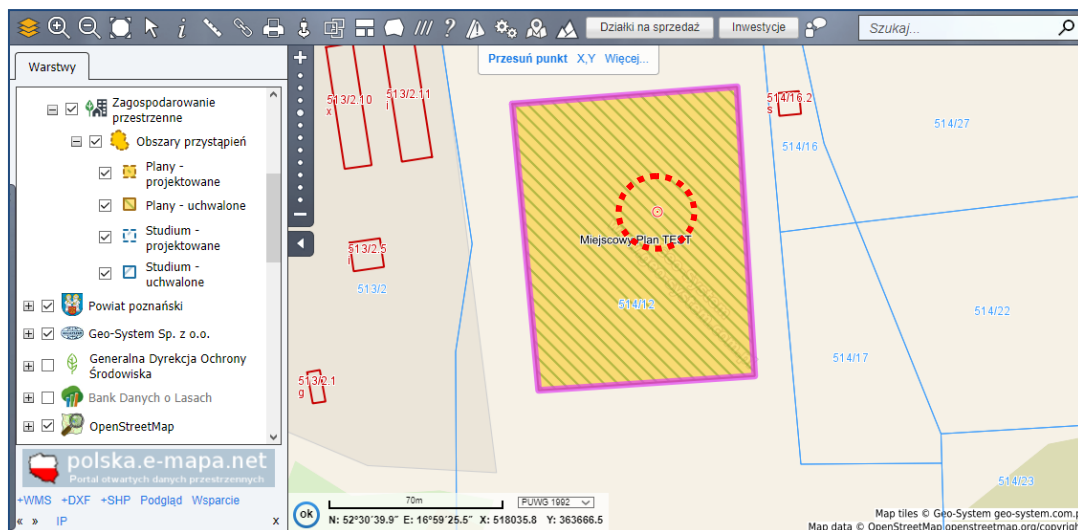 Działki na sprzedaż
Inwestycje
Szukaj...
Warstwy
Zagospodarowanie
przestrzenne
Obszary przystąpień
Plany -
projektowane
Plany - uchwalone
Studium -
projektowane
Studium -
uchwalone
Powiat poznański
Geo-System Sp. z o.o.
Generalna Dyrekcja Ochrony
Środowiska
Bank Danych o Lasach
OpenStreetMap
polska.e-mapa.net
Portal otwartych danych przestrzennych
+WMS +DXF +SHP Podgląd Wsparcie
« » IP x
Przesuń punkt X,Y Więcej...
513/2.10
x
513/2.11
i
514/16.2
s
514/27
514/16
Miejscowy Plan TEST
513/2.5
i
513/2
514/12
514/22
514/17
513/2.1
g
514/23
ok
70m
PUWG 1992
N: 52°30'39.9" E: 16°59'25.5" X: 518035.8 Y: 363666.5
Map tiles © Geo-System geo-system.com.p
Map data © OpenStreetMap openstreetmap.org/copyright